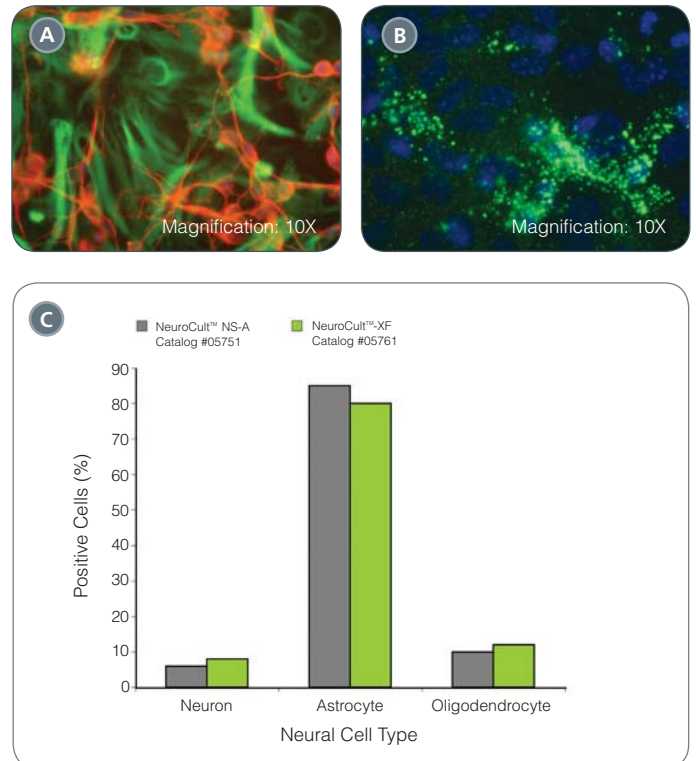 A
B
Magnification: 10X
Magnification: 10X
C
NeuroCult™ NS-A
Catalog #05751
NeuroCult™-XF
Catalog #05761
90
80
70
60
50
40
30
20
10
0
Positive Cells (%)
Neuron
Astrocyte
Oligodendrocyte
Neural Cell Type